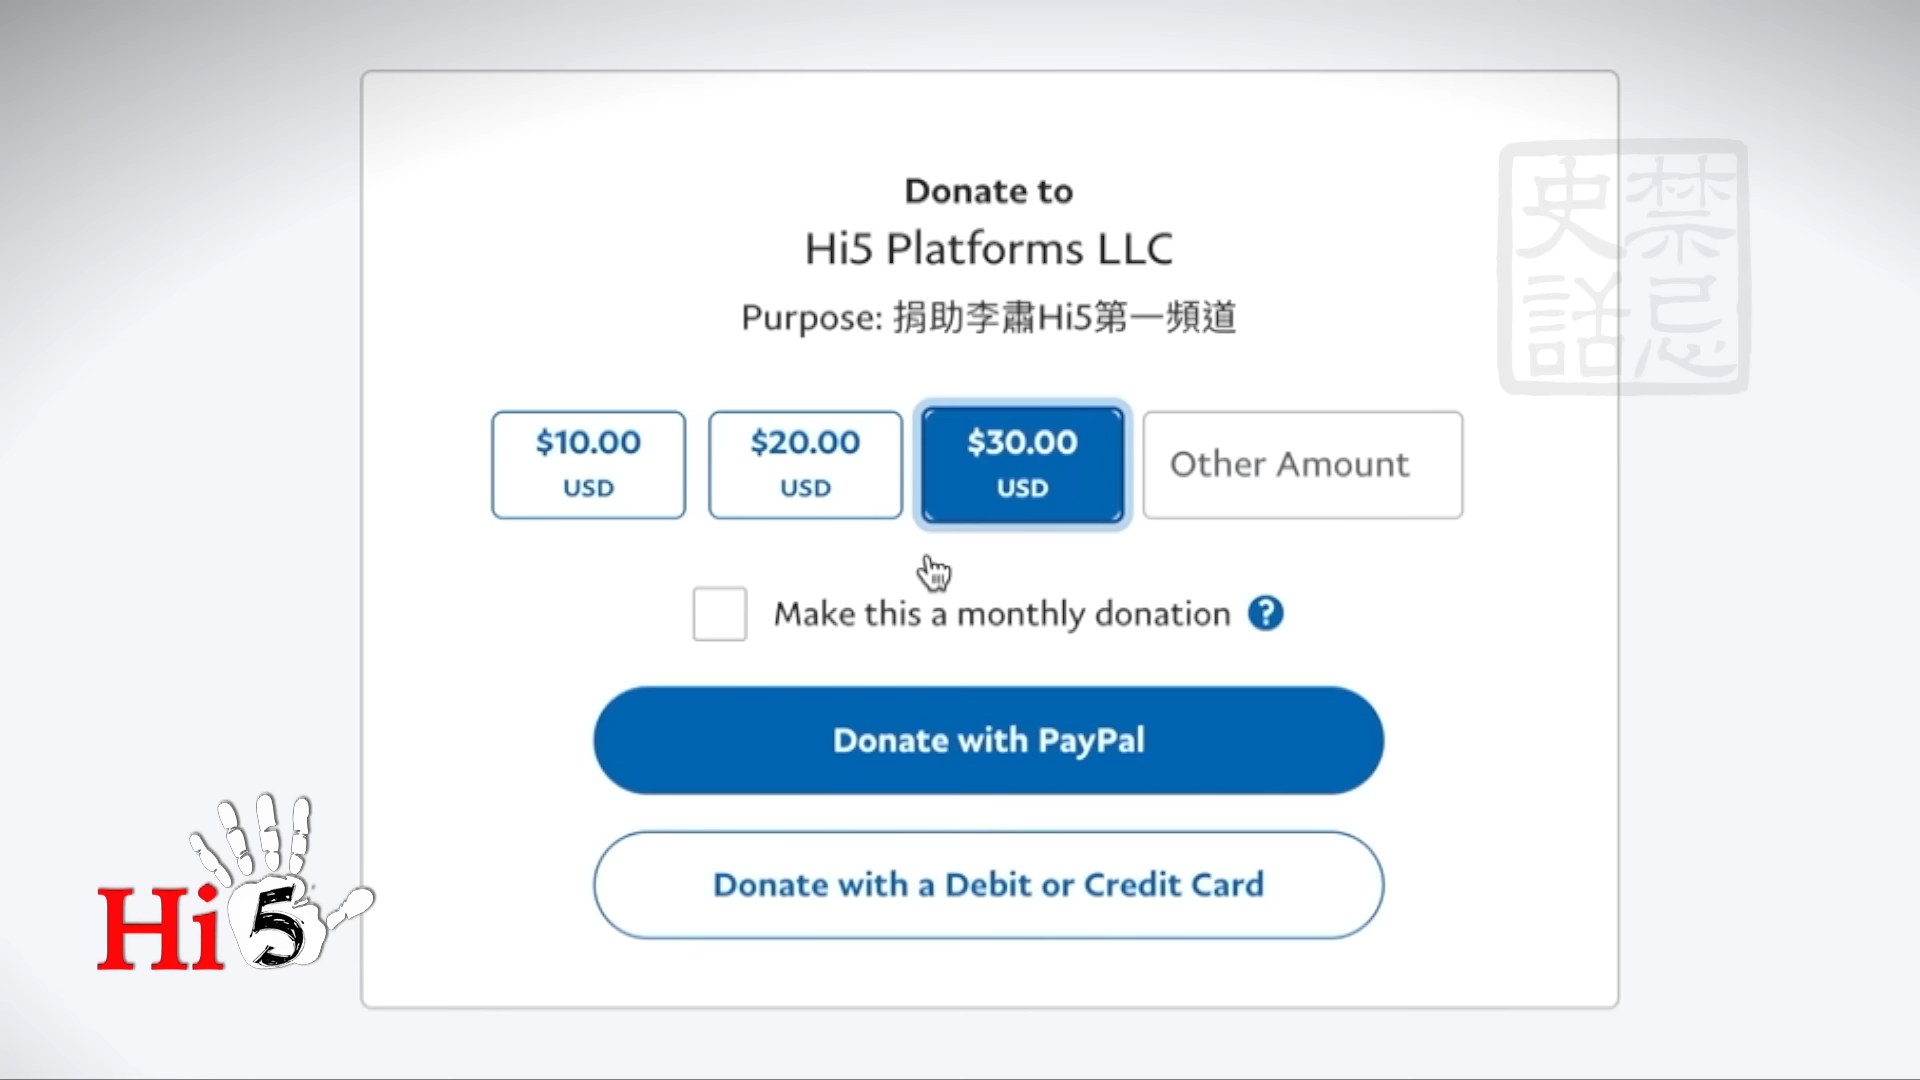 Donate to
Hi5 Platforms LLC
Purpose: 捐助李肅Hi5第一頻道
禁忌
史話
$10.00
USD
$20.00
USD
$30.00
USD
Other Amount
Make this a monthly donation ?
Donate with PayPal
Donate with a Debit or Credit Card
Hi5